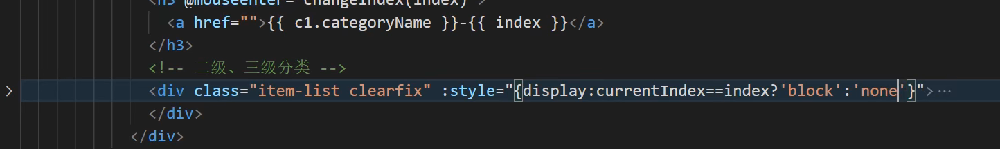 <h3 @mouseenter="changeIndex(index)">
<a href="">{{ c1.categoryName }}-{{ index }}</a>
</h3>
<!-- 二级、三级分类 -->
<div class="item-list clearfix" :style="{display:currentIndex==index?'block':'none'}">…
</div>
</div>